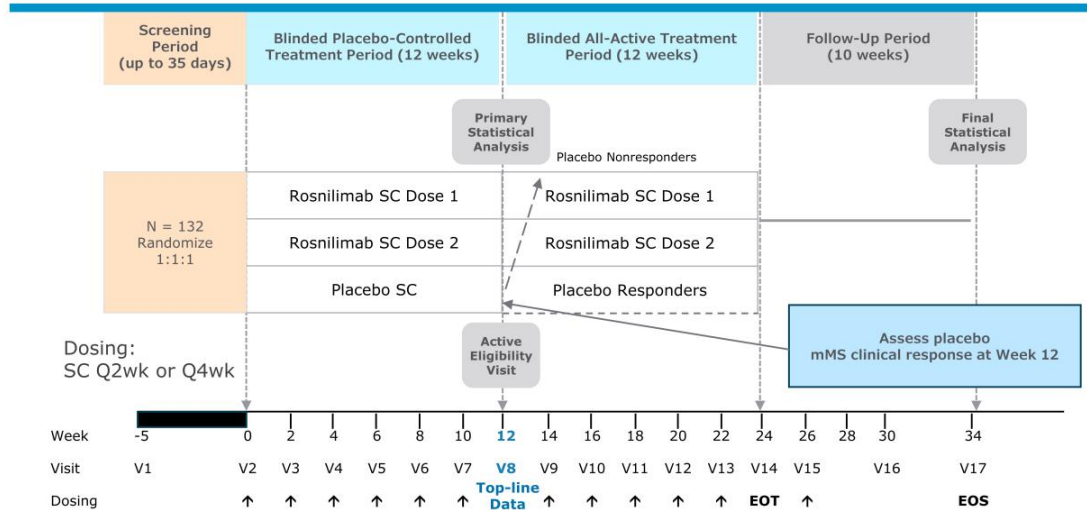 Screening
Period
(up to 35 days)
Blinded Placebo-Controlled
Treatment Period (12 weeks)
Blinded All-Active Treatment
Period (12 weeks)
Follow-Up Period
(10 weeks)
Primary
Statistical
Analysis
Final
Statistical
Analysis
Placebo Nonresponders
N = 132
Randomize
1:1:1
Rosnilimab SC Dose 1
Rosnilimab SC Dose 1
Rosnilimab SC Dose 2
Rosnilimab SC Dose 2
Placebo SC
Placebo Responders
Assess placebo
mMS clinical response at Week 12
Active
Eligibility
Visit
Dosing:
SC Q2wk or Q4wk
Week -5 0 2 4 6 8 10 12 14 16 18 20 22 24 26 28 30 34
Visit V1 V2 V3 V4 V5 V6 V7 V8 V9 V10 V11 V12 V13 V14 V15 V16 V17
Dosing ↑ ↑ ↑ ↑ ↑ ↑ Top-line Data ↑ ↑ ↑ ↑ ↑ EOT ↑ EOS